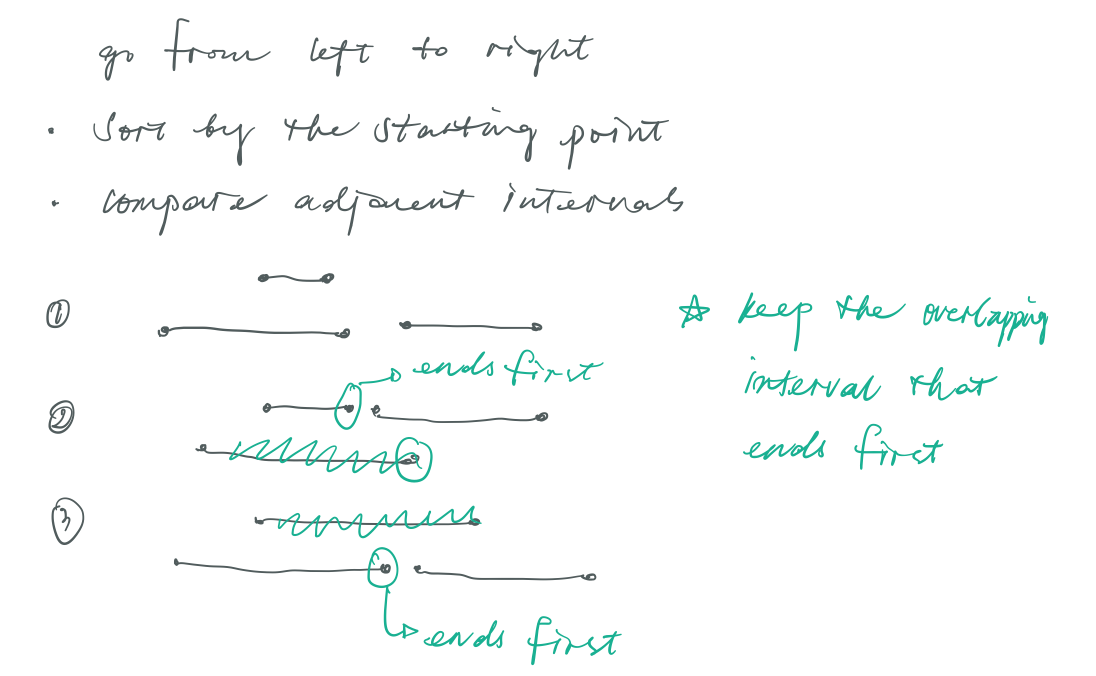 go from left to right
· Sort by the starting point
· compare adjacent intervals
①
☆ keep the overlapping
interval that
ends first
ends first
②
③
ends first